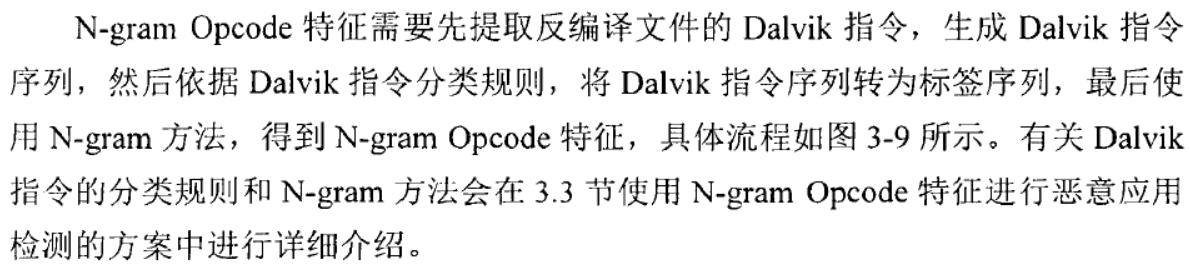 N-gram Opcode 特征需要先提取反编译文件的 Dalvik 指令，生成 Dalvik 指令
序列，然后依据 Dalvik 指令分类规则，将 Dalvik 指令序列转为标签序列，最后使
用 N-gram 方法，得到 N-gram Opcode 特征，具体流程如图 3-9 所示。有关 Dalvik
指令的分类规则和 N-gram 方法会在 3.3 节使用 N-gram Opcode 特征进行恶意应用
检测的方案中进行详细介绍。